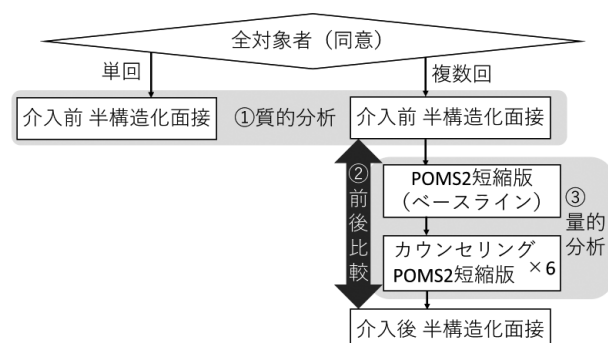 全対象者（同意）
単回
複数回
介入前 半構造化面接
①質的分析
介入前 半構造化面接
②前後比較
POMS2短縮版
（ベースライン）
③
量的
分析
カウンセリング
POMS2短縮版
×6
介入後 半構造化面接